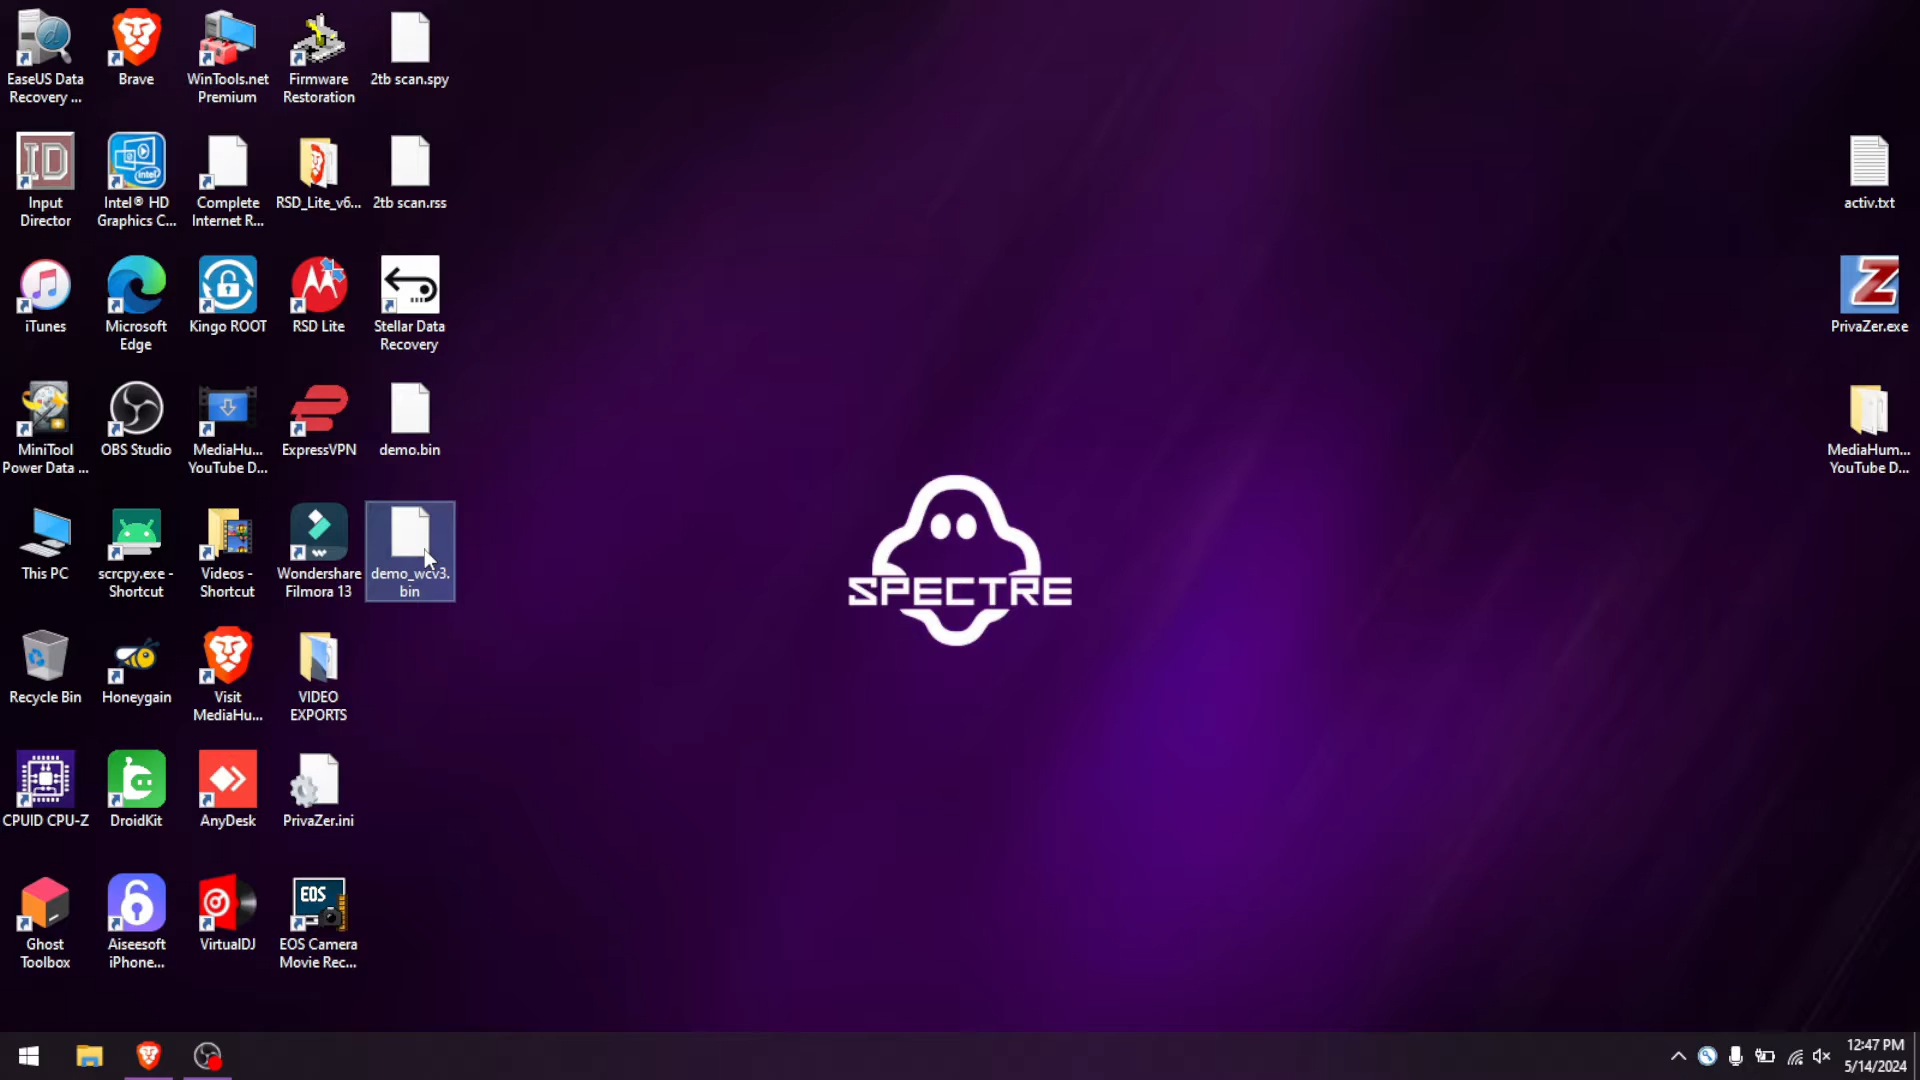 EaseUS Data
Recovery ...
Brave
WinTools.net
Premium
Firmware
Restoration
2tb scan.spy
ID
Input
Director
intel
Intel® HD
Graphics C...
Complete
Internet R...
RSD_Lite_v6...
2tb scan.rss
activ.txt
iTunes
Microsoft
Edge
Kingo ROOT
RSD Lite
Stellar Data
Recovery
Z
PrivaZer.exe
MiniTool
Power Data ...
OBS Studio
MediaHu...
YouTube D...
ExpressVPN
demo.bin
MediaHum...
YouTube D...
This PC
scrcpy.exe -
Shortcut
Videos -
Shortcut
Wondershare
Filmora 13
demo_wcv3.
bin
SPECTRE
Recycle Bin
Honeygain
Visit
MediaHu...
VIDEO
EXPORTS
CPUID CPU-Z
DroidKit
AnyDesk
PrivaZer.ini
Ghost
Toolbox
Aiseesoft
iPhone...
VirtualDJ
EOS
EOS Camera
Movie Rec...
12:47 PM
5/14/2024